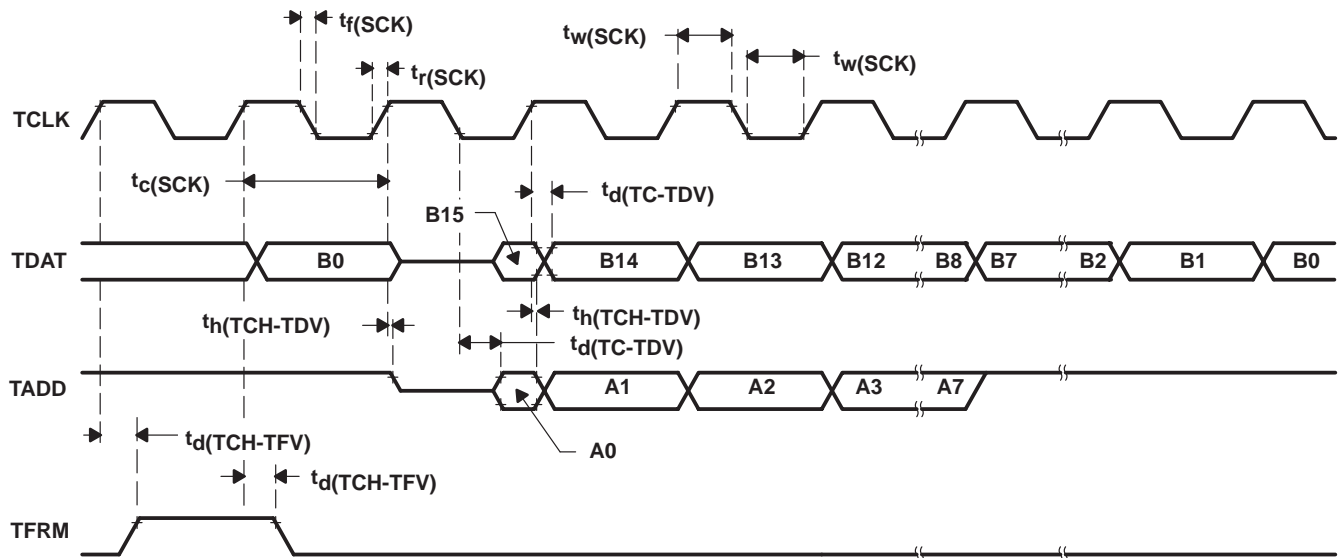 tf(SCK)
tr(SCK)
tw(SCK)
tw(SCK)
TCLK
tc(SCK)
td(TC-TDV)
B15
TDAT
B0
B14
B13
B12
B8
B7
B2
B1
B0
th(TCH-TDV)
th(TCH-TDV)
td(TC-TDV)
TADD
A1
A2
A3
A7
td(TCH-TFV)
A0
td(TCH-TFV)
TFRM